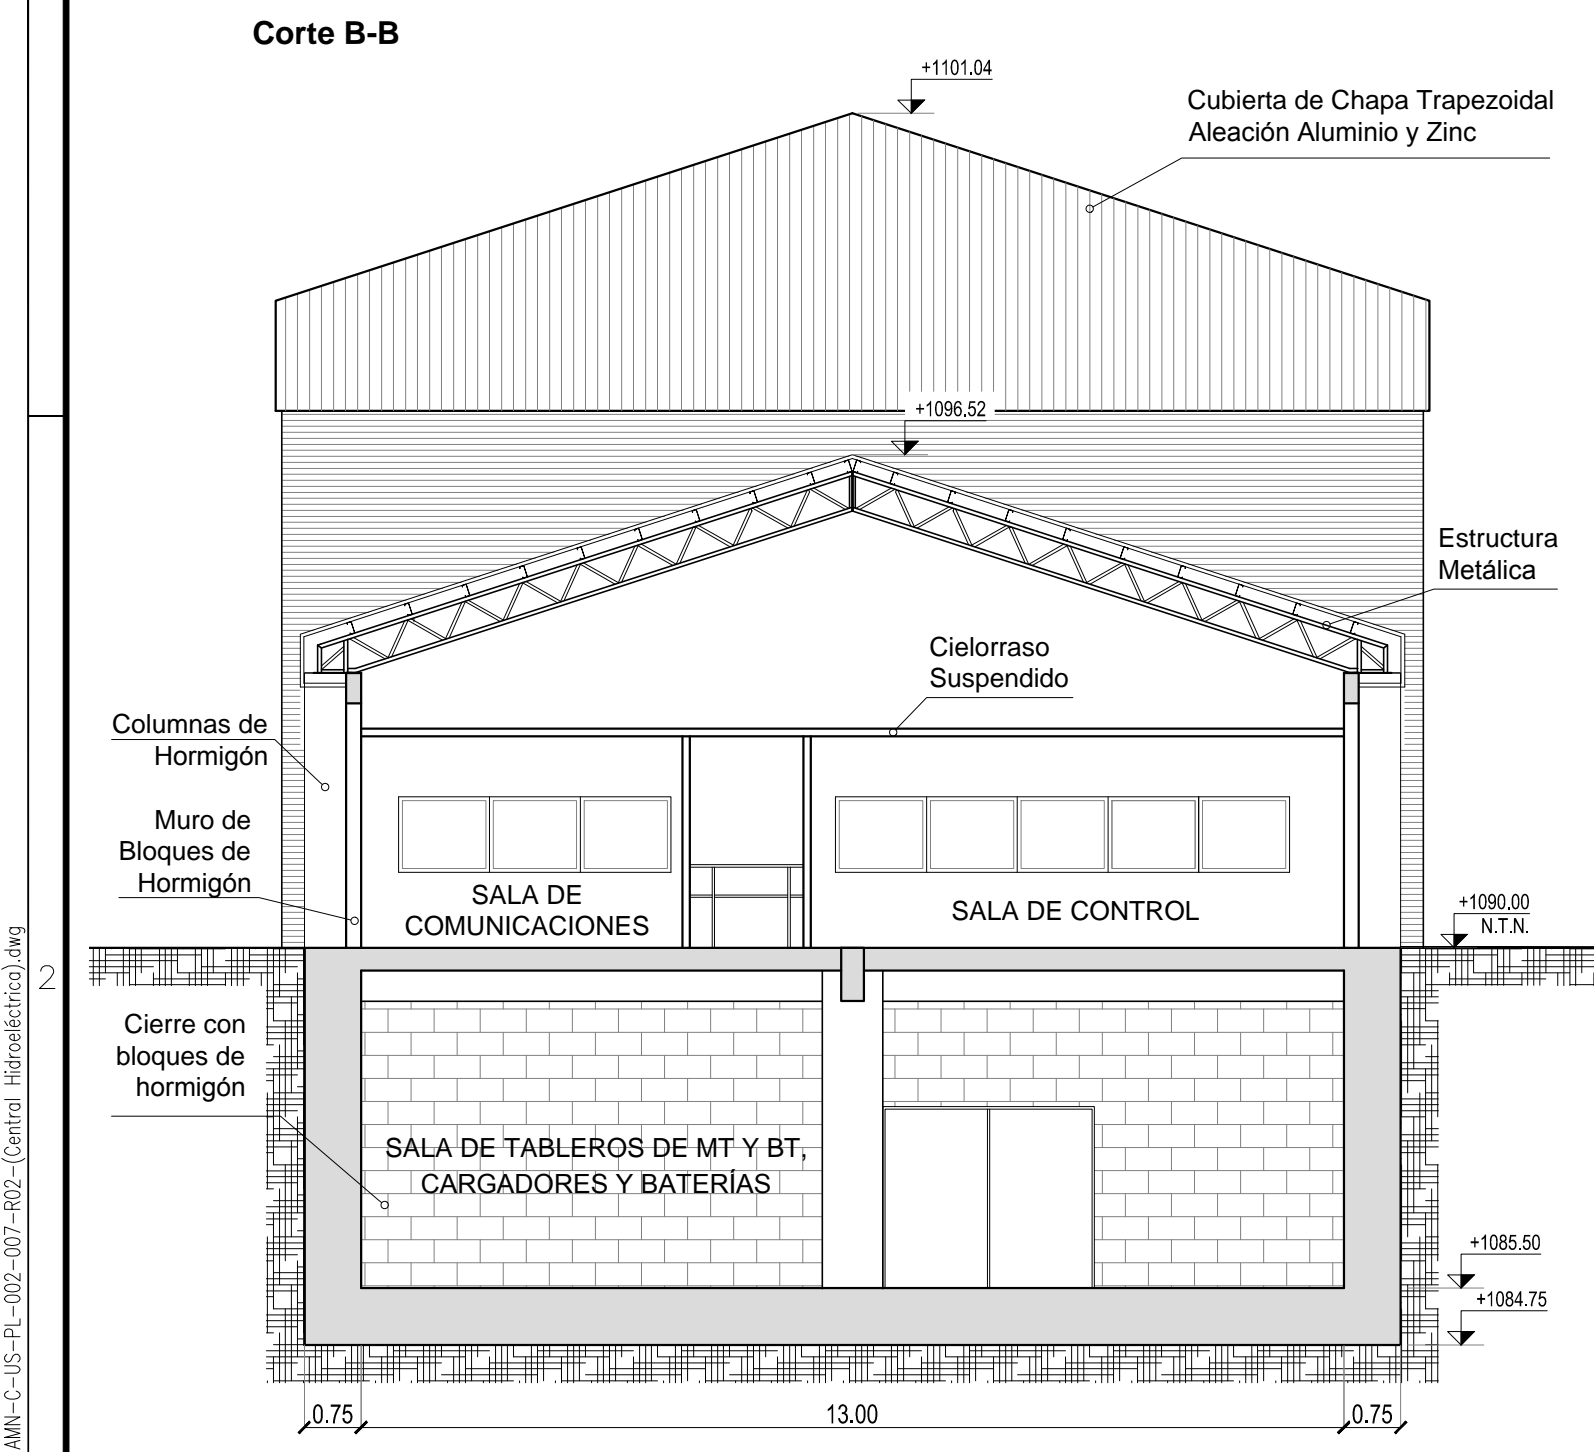 Corte B-B
+1101.04
Cubierta de Chapa Trapezoidal
Aleación Aluminio y Zinc
+1096.52
Estructura
Metálica
Cielorraso
Suspendido
Columnas de
Hormigón
Muro de
Bloques de
Hormigón
SALA DE
COMUNICACIONES
SALA DE CONTROL
+1090.00
N.T.N.
2
Cierre con
bloques de
hormigón
SALA DE TABLEROS DE MT Y BT,
CARGADORES Y BATERÍAS
+1085.50
+1084.75
0.75
13.00
0.75
AMN-C-US-PL-002-007-R02-(Central Hidroeléctrica).dwg